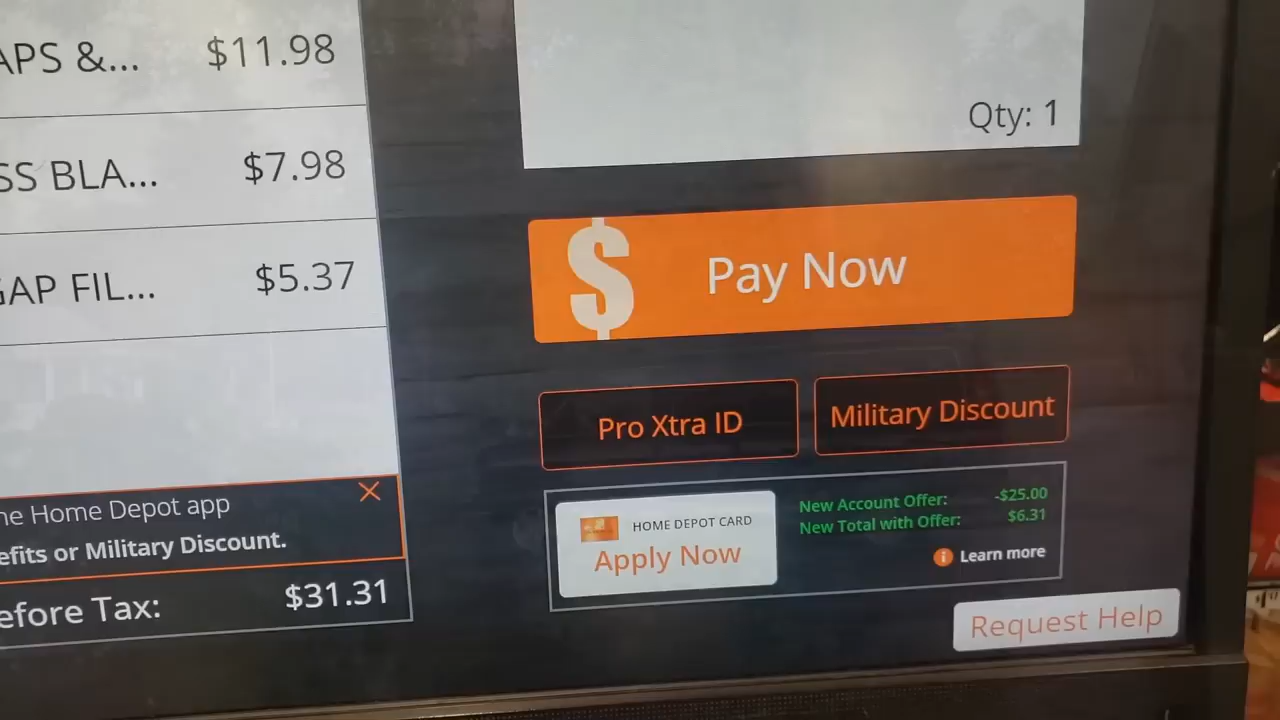 APS &... $11.98
SS BLA... $7.98
GAP FIL... $5.37
he Home Depot app
efits or Military Discount.
efore Tax: $31.31
Qty: 1
$ Pay Now
Pro Xtra ID
Military Discount
HOME DEPOT CARD
Apply Now
New Account Offer: -$25.00
New Total with Offer: $6.31
i Learn more
Request Help